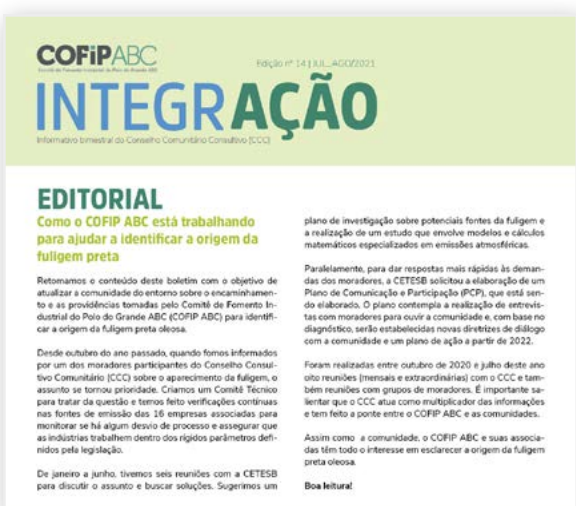 COFiPABC
Comitê de Fomento Industrial do Polo do Grande ABC
Edição nº 14 | JUL_AGO/2021
INTEGRAÇÃO
Informativo bimestral do Conselho Comunitário Consultivo (CCC)
EDITORIAL
Como o COFIP ABC está trabalhando
para ajudar a identificar a origem da
fuligem preta
Retomamos o conteúdo deste boletim com o objetivo de
atualizar a comunidade do entorno sobre o encaminhamen-
to e as providências tomadas pelo Comitê de Fomento In-
dustrial do Polo do Grande ABC (COFIP ABC) para identifi-
car a origem da fuligem preta oleosa.
Desde outubro do ano passado, quando fomos informados
por um dos moradores participantes do Conselho Consul-
tivo Comunitário (CCC) sobre o aparecimento da fuligem, o
assunto se tornou prioridade. Criamos um Comitê Técnico
para tratar da questão e temos feito verificações contínuas
nas fontes de emissão das 16 empresas associadas para
monitorar se há algum desvio de processo e assegurar que
as indústrias trabalhem dentro dos rígidos parâmetros defi-
nidos pela legislação.
De janeiro a junho, tivemos seis reuniões com a CETESB
para discutir o assunto e buscar soluções. Sugerimos um
plano de investigação sobre potenciais fontes da fuligem e
a realização de um estudo que envolve modelos e cálculos
matemáticos especializados em emissões atmosféricas.
Paralelamente, para dar respostas mais rápidas às deman-
das dos moradores, a CETESB solicitou a elaboração de um
Plano de Comunicação e Participação (PCP), que está sen-
do elaborado. O plano contempla a realização de entrevis-
tas com moradores para ouvir a comunidade e, com base no
diagnóstico, serão estabelecidas novas diretrizes de diálogo
com a comunidade e um plano de ação a partir de 2022.
Foram realizadas entre outubro de 2020 e julho deste ano
oito reuniões (mensais e extraordinárias) com o CCC e tam-
bém reuniões com grupos de moradores. É importante sa-
lientar que o CCC atua como multiplicador das informações
e tem feito a ponte entre o COFIP ABC e as comunidades.
Assim como a comunidade, o COFIP ABC e suas associa-
das têm todo o interesse em esclarecer a origem da fuligem
preta oleosa.
Boa leitura!